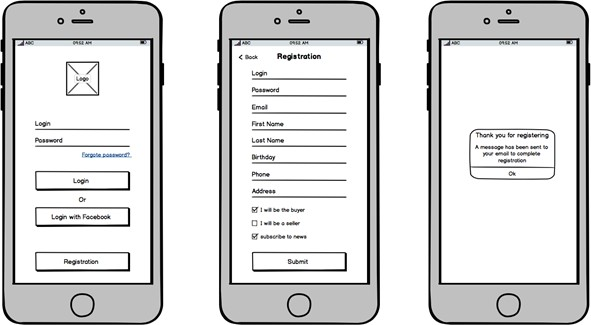 ABC 09:52 AM
Logo
Login
Password
Forgote password?
Login
Or
Login with Facebook
Registration
ABC 09:52 AM
Back Registration
Login
Password
Email
First Name
Last Name
Birthday
Phone
Address
I will be the buyer
I will be a seller
subscribe to news
Submit
ABC 09:52 AM
Thank you for registering
A message has been sent to
your email to complete
registration
Ok